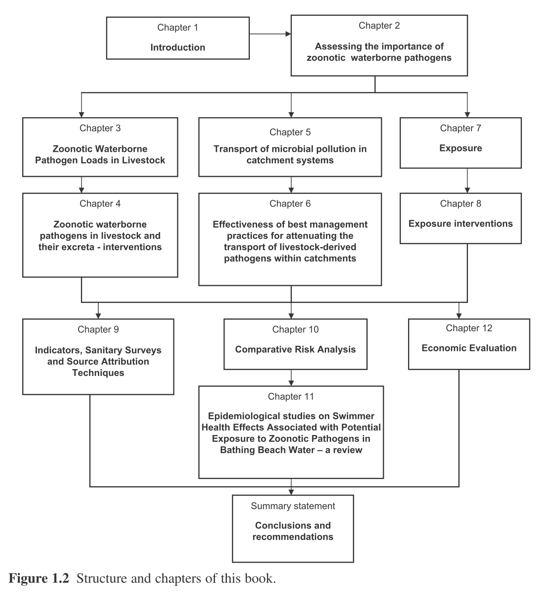 Chapter 1
Introduction
Chapter 2
Assessing the importance of
zoonotic waterborne pathogens
Chapter 3
Zoonotic Waterborne
Pathogen Loads in Livestock
Chapter 5
Transport of microbial pollution in
catchment systems
Chapter 7
Exposure
Chapter 4
Zoonotic waterborne
pathogens in livestock and
their excreta - interventions
Chapter 6
Effectiveness of best management
practices for attenuating the
transport of livestock-derived
pathogens within catchments
Chapter 8
Exposure interventions
Chapter 9
Indicators, Sanitary Surveys
and Source Attribution
Techniques
Chapter 10
Comparative Risk Analysis
Chapter 12
Economic Evaluation
Chapter 11
Epidemiological studies on Swimmer
Health Effects Associated with Potential
Exposure to Zoonotic Pathogens in
Bathing Beach Water – a review
Summary statement
Conclusions and
recommendations
Figure 1.2 Structure and chapters of this book.